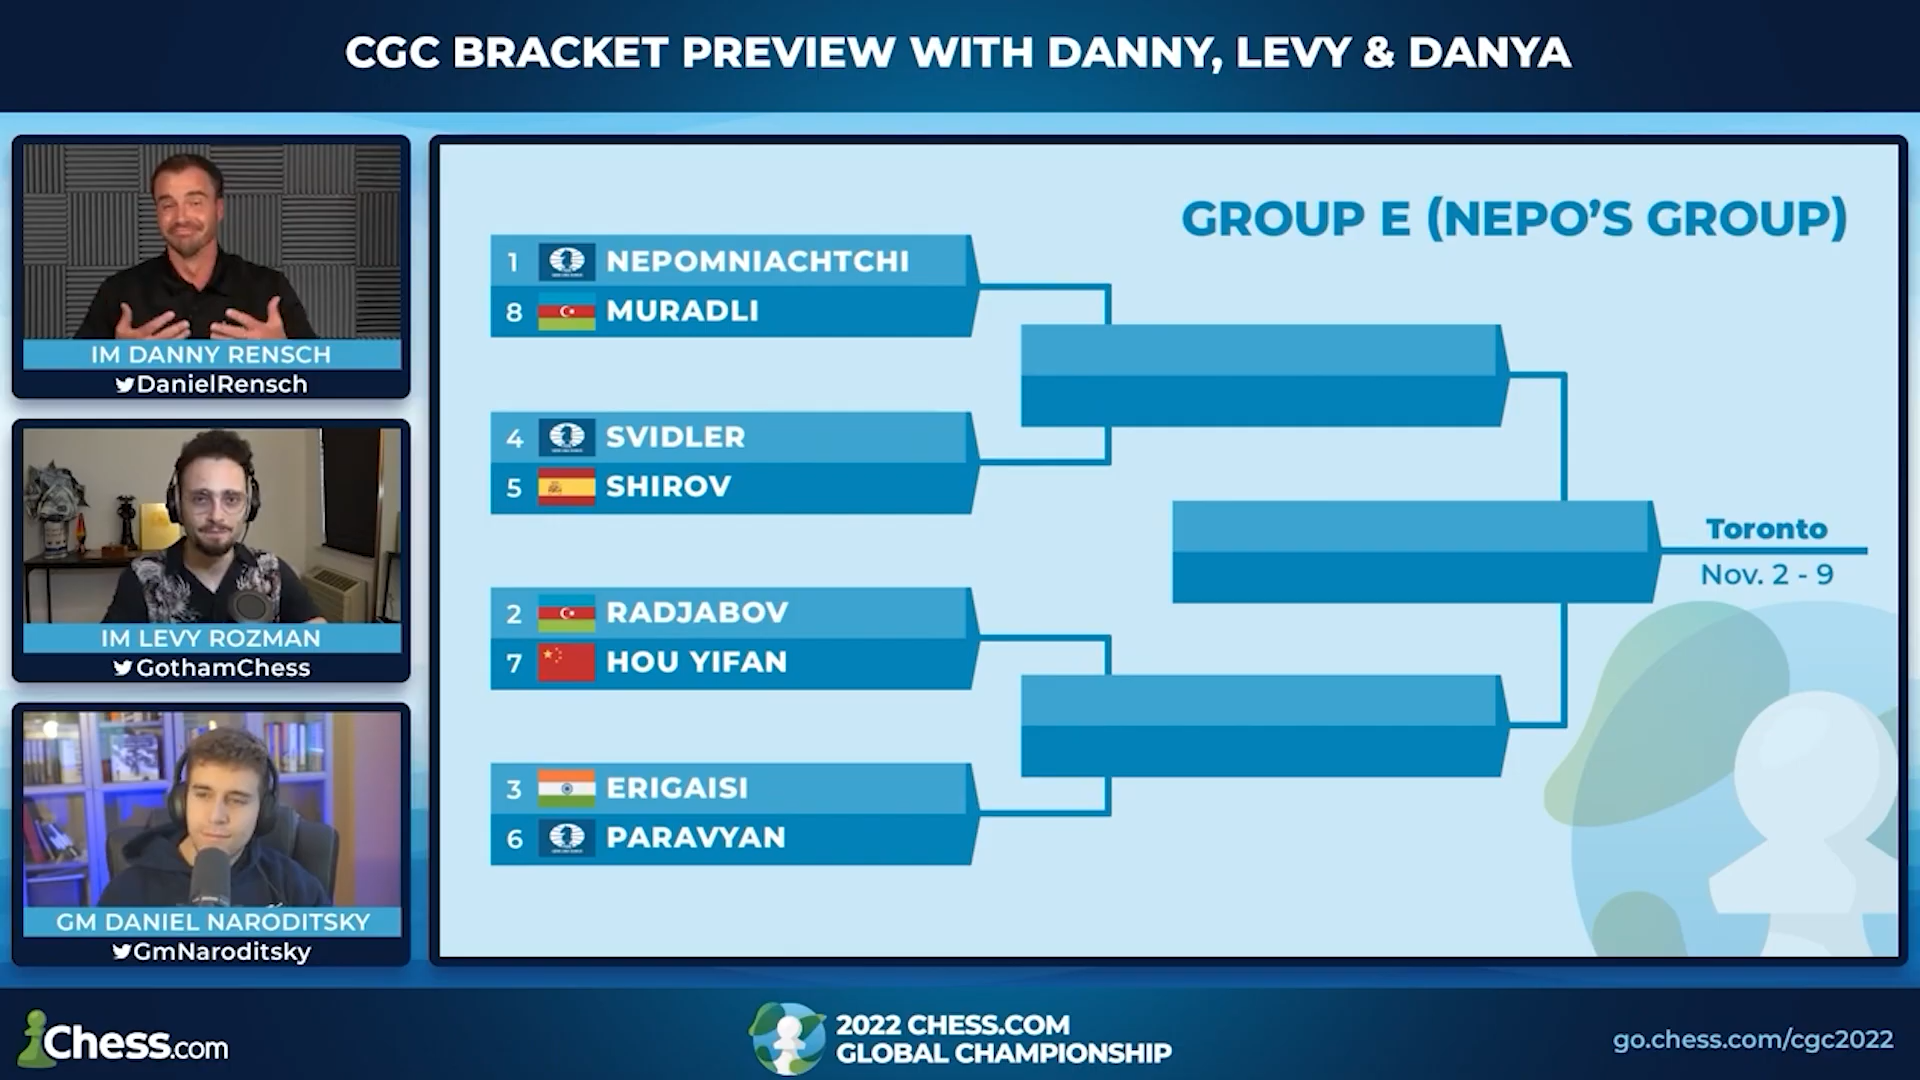 CGC BRACKET PREVIEW WITH DANNY, LEVY & DANYA
IM DANNY RENSCH
DanielRensch
IM LEVY ROZMAN
GothamChess
GM DANIEL NARODITSKY
GmNaroditsky
GROUP E (NEPO'S GROUP)
1 NEPOMNIACHTCHI
8 MURADLI
4 SVIDLER
5 SHIROV
2 RADJABOV
7 HOU YIFAN
3 ERIGAISI
6 PARAVYAN
Toronto
Nov. 2 - 9
Chess.com
2022 CHESS.COM
GLOBAL CHAMPIONSHIP
go.chess.com/cgc2022